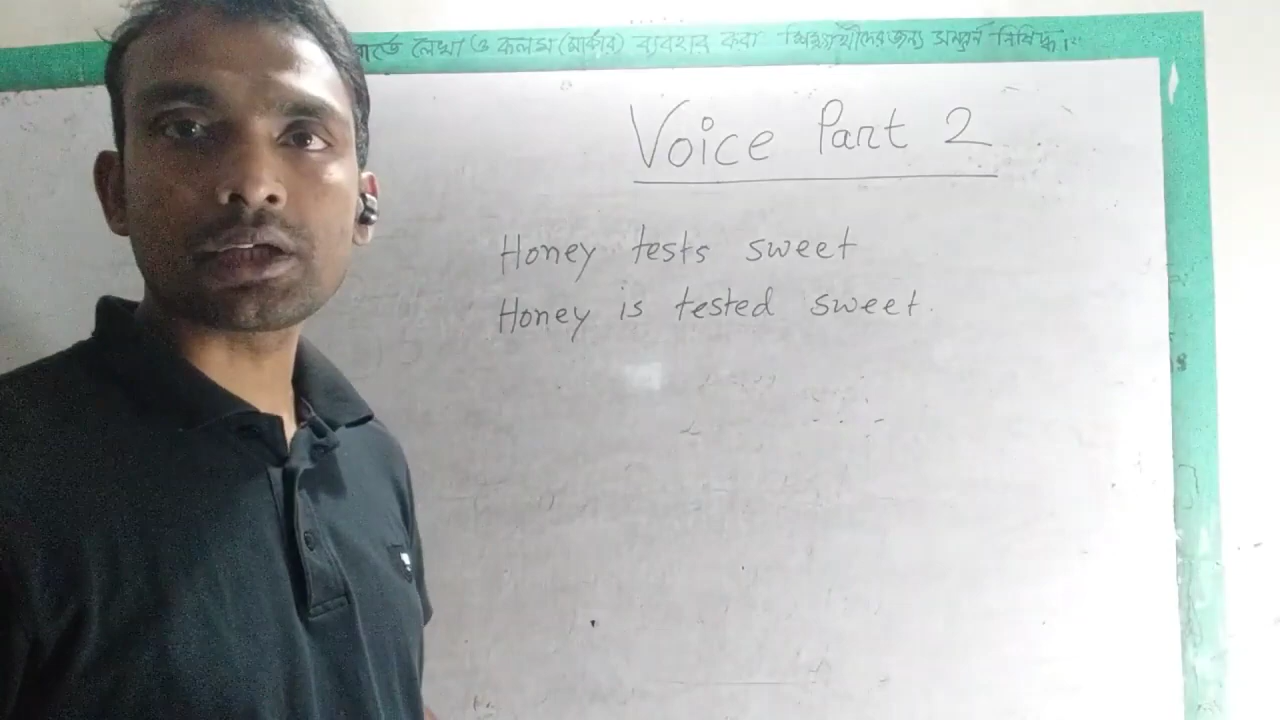 বোর্ডে লেখা ও কলম (মার্কার) ব্যবহার করা শিক্ষার্থীদের জন্য সম্পূর্ন নিষিদ্ধ।
Voice Part 2
Honey tests sweet
Honey is tested sweet.